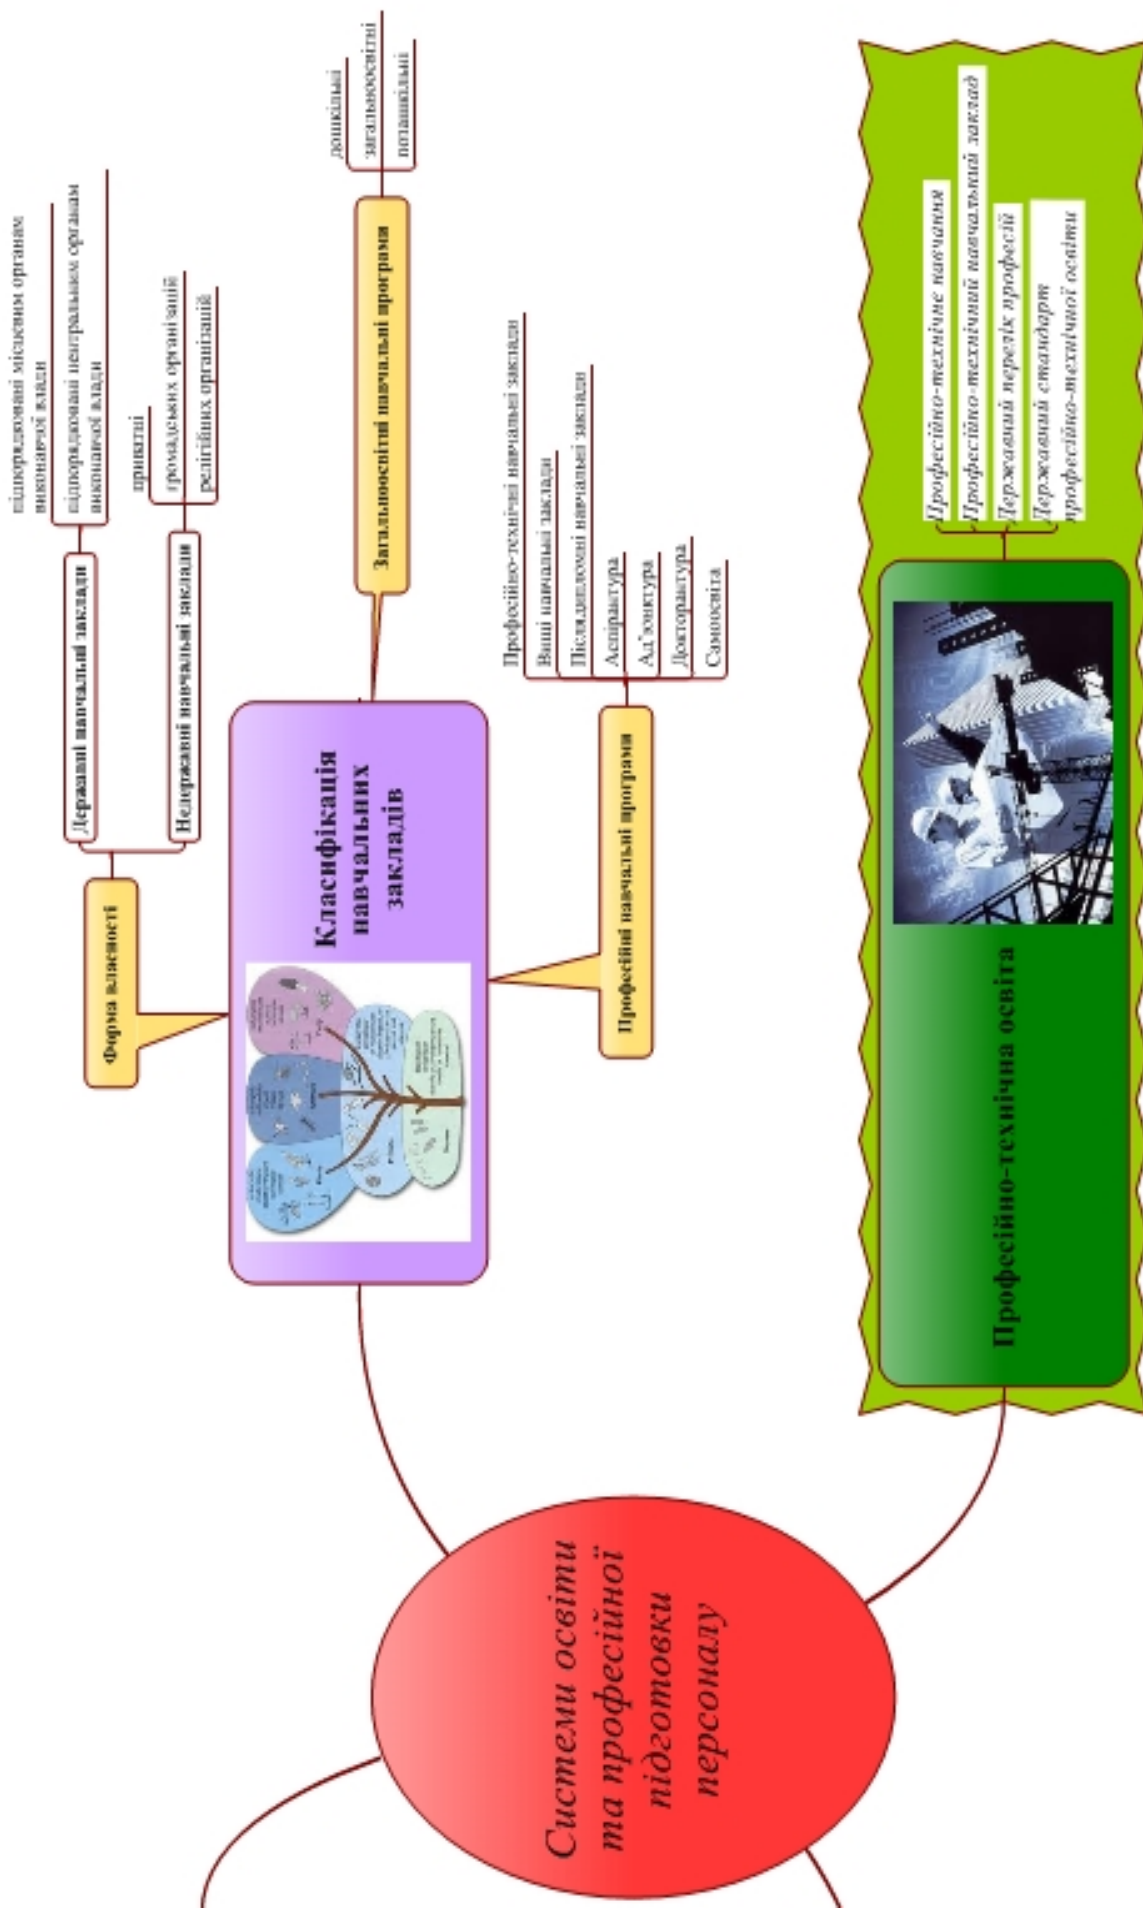 Системи освіти
та професійної
підготовки
персоналу
Класифікація
навчальних
закладів
Форма власності
Державні навчальні заклади
підпорядковані місцевим органам
виконавчої влади
підпорядковані центральним органам
виконавчої влади
Недержавні навчальні заклади
приватні
громадських організацій
релігійних організацій
Загальноосвітні навчальні програми
дошкільні
загальноосвітні
позашкільні
Професійні навчальні програми
Професійно-технічні навчальні заклади
Вищі навчальні заклади
Післядипломні навчальні заклади
Аспірантура
Ад'юнктура
Докторантура
Самоосвіта
Професійно-технічна освіта
Професійно-технічне навчання
Професійно-технічний навчальний заклад
Державний перелік професій
Державний стандарт
професійно-технічної освіти